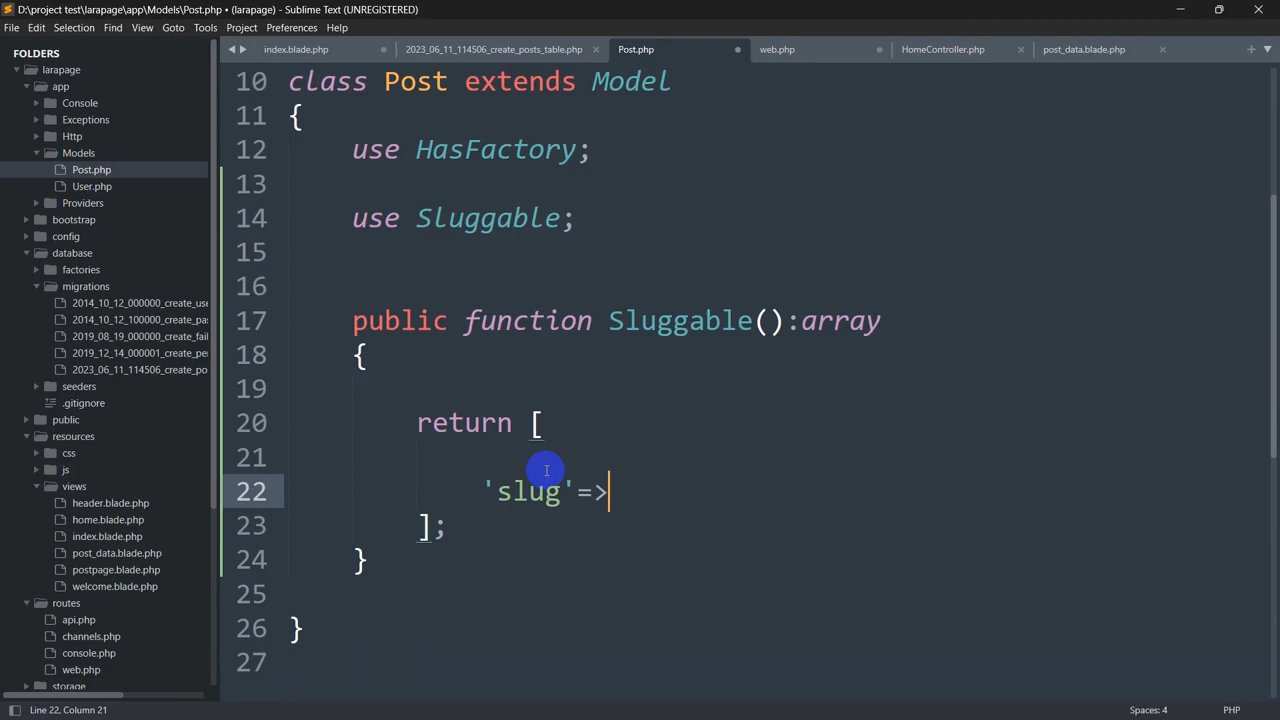 D:\project test\larapage\app\Models\Post.php • (larapage) - Sublime Text (UNREGISTERED)
File Edit Selection Find View Goto Tools Project Preferences Help
FOLDERS
larapage
app
Console
Exceptions
Http
Models
Post.php
User.php
Providers
bootstrap
config
database
factories
migrations
2014_10_12_000000_create_use
2014_10_12_100000_create_pas
2019_08_19_000000_create_fail
2019_12_14_000001_create_per
2023_06_11_114506_create_pos
seeders
.gitignore
public
resources
css
js
views
header.blade.php
home.blade.php
index.blade.php
post_data.blade.php
postpage.blade.php
welcome.blade.php
routes
api.php
channels.php
console.php
web.php
storage
index.blade.php 2023_06_11_114506_create_posts_table.php Post.php web.php HomeController.php post_data.blade.php
10 class Post extends Model
11 {
12 use HasFactory;
13
14 use Sluggable;
15
16
17 public function Sluggable():array
18 {
19
20 return [
21
22 'slug'=>
23 ];
24 }
25
26 }
27
Line 22, Column 21 Spaces: 4 PHP